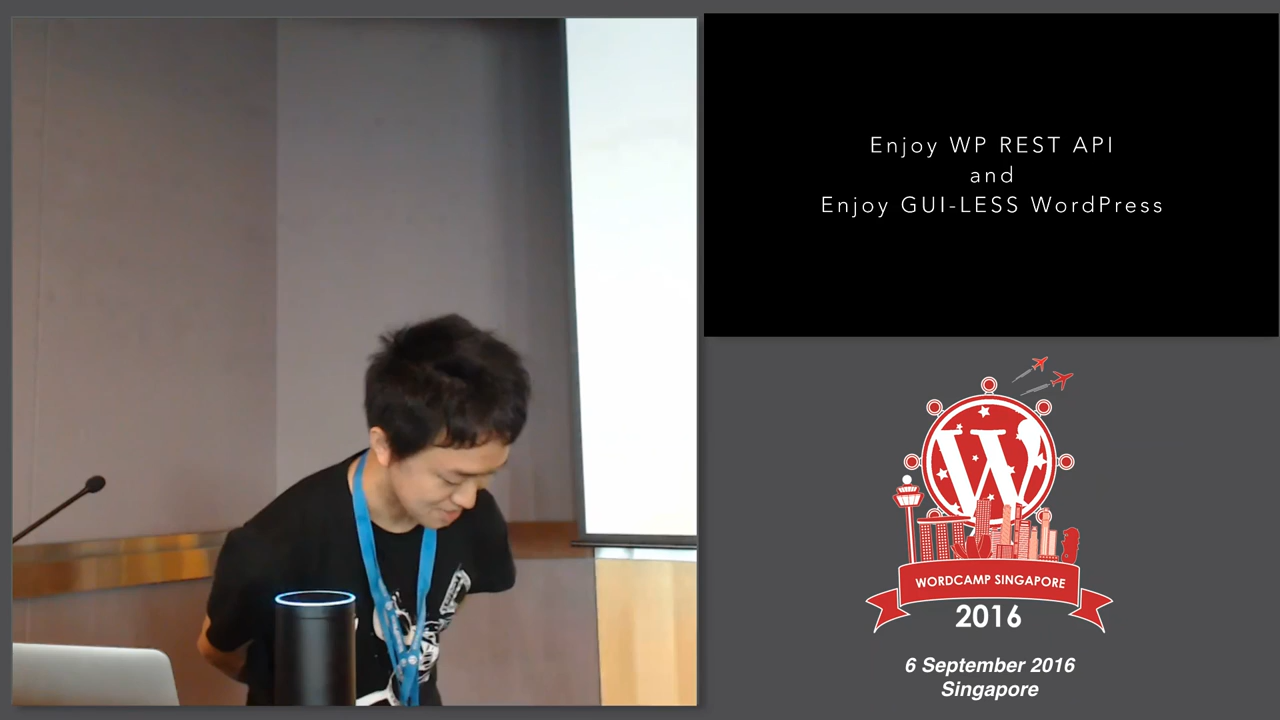 Enjoy WP REST API
and
Enjoy GUI-LESS WordPress
W
WORDCAMP SINGAPORE
2016
6 September 2016
Singapore